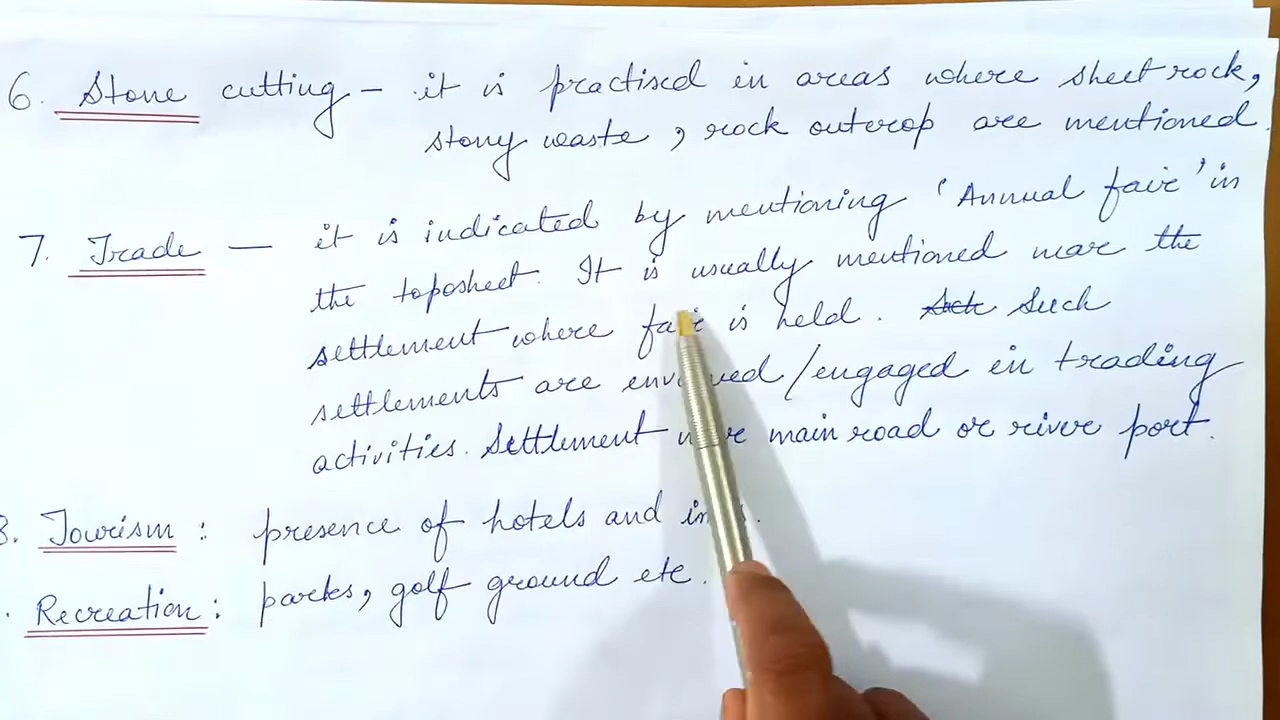 6. Stone cutting - it is practised in areas where sheet rock,
stony waste, rock outcrop are mentioned.
7. Trade - it is indicated by mentioning 'Annual fair' in
the toposheet. It is usually mentioned near the
settlement where fair is held. Such Such
settlements are /engaged in trading
activities. Settlement main road or river port.
8. Tourism : presence of hotels and
Recreation : parks, golf ground etc.